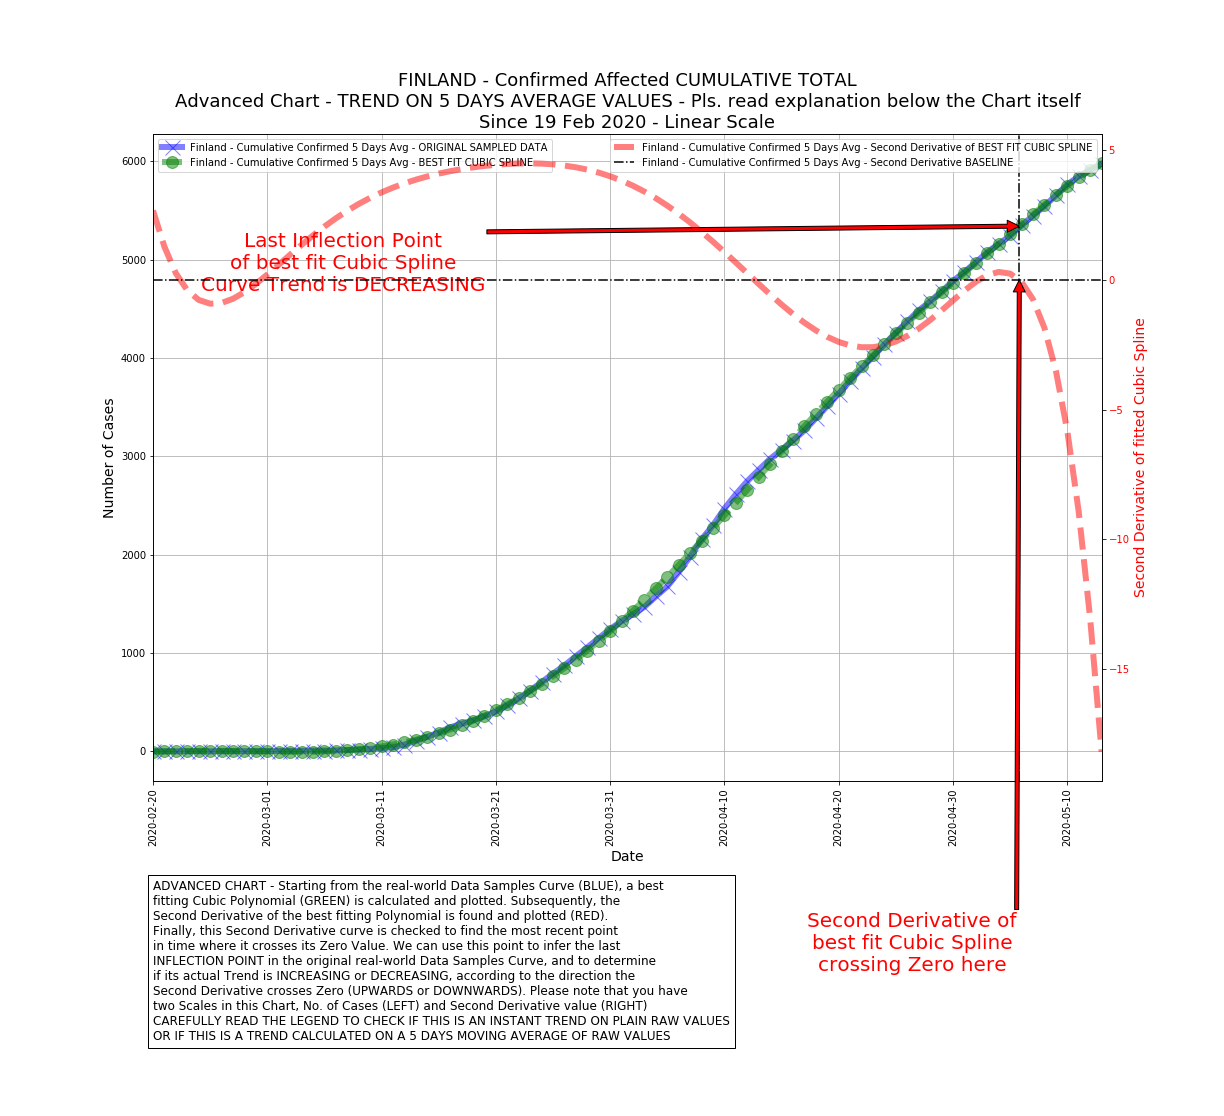 FINLAND - Confirmed Affected CUMULATIVE TOTAL
Advanced Chart - TREND ON 5 DAYS AVERAGE VALUES - Pls. read explanation below the Chart itself
Since 19 Feb 2020 - Linear Scale
Finland - Cumulative Confirmed 5 Days Avg - ORIGINAL SAMPLED DATA
Finland - Cumulative Confirmed 5 Days Avg - BEST FIT CUBIC SPLINE
Finland - Cumulative Confirmed 5 Days Avg - Second Derivative of BEST FIT CUBIC SPLINE
Finland - Cumulative Confirmed 5 Days Avg - Second Derivative BASELINE
Last Inflection Point
of best fit Cubic Spline
Curve Trend is DECREASING
Number of Cases
6000
5000
4000
3000
2000
1000
0
5
0
−5
−10
−15
Second Derivative of fitted Cubic Spline
2020-02-20
2020-03-01
2020-03-11
2020-03-21
2020-03-31
2020-04-10
2020-04-20
2020-04-30
2020-05-10
Date
Second Derivative of
best fit Cubic Spline
crossing Zero here
ADVANCED CHART - Starting from the real-world Data Samples Curve (BLUE), a best
fitting Cubic Polynomial (GREEN) is calculated and plotted. Subsequently, the
Second Derivative of the best fitting Polynomial is found and plotted (RED).
Finally, this Second Derivative curve is checked to find the most recent point
in time where it crosses its Zero Value. We can use this point to infer the last
INFLECTION POINT in the original real-world Data Samples Curve, and to determine
if its actual Trend is INCREASING or DECREASING, according to the direction the
Second Derivative crosses Zero (UPWARDS or DOWNWARDS). Please note that you have
two Scales in this Chart, No. of Cases (LEFT) and Second Derivative value (RIGHT)
CAREFULLY READ THE LEGEND TO CHECK IF THIS IS AN INSTANT TREND ON PLAIN RAW VALUES
OR IF THIS IS A TREND CALCULATED ON A 5 DAYS MOVING AVERAGE OF RAW VALUES